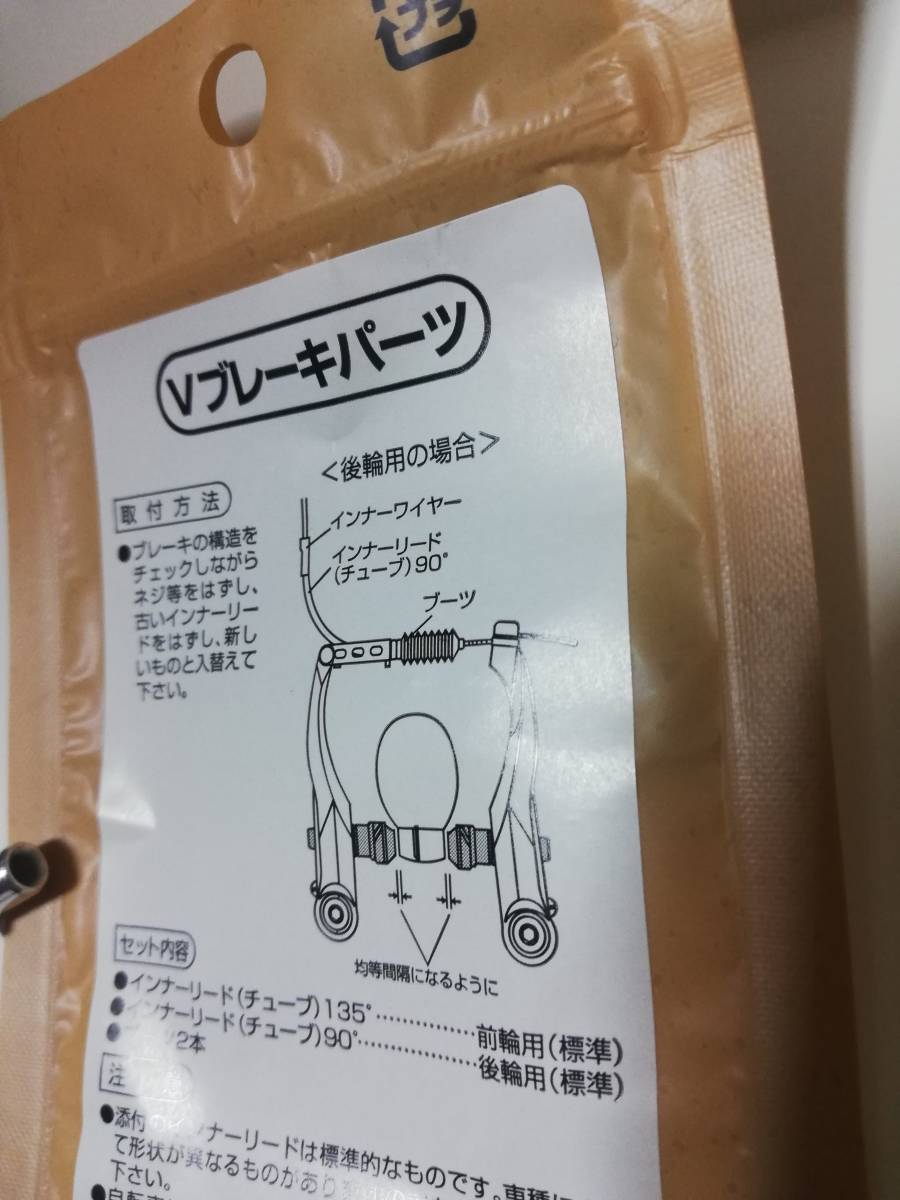 プラ
Vブレーキパーツ
<後輪用の場合>
取付方法
●ブレーキの構造を
チェックしながら
ネジ等をはずし、
古いインナーリー
ドをはずし、新し
いものと入替えて
下さい。
インナーワイヤー
インナーリード
(チューブ)90°
ブーツ
均等間隔になるように
セット内容
●インナーリード(チューブ)135°……………前輪用(標準)
●インナーリード(チューブ)90°………………後輪用(標準)
2本
注
●添付の ンナーリードは標準的なものです。車種に
て形状が異なるものがあり
下さい。
●自転車